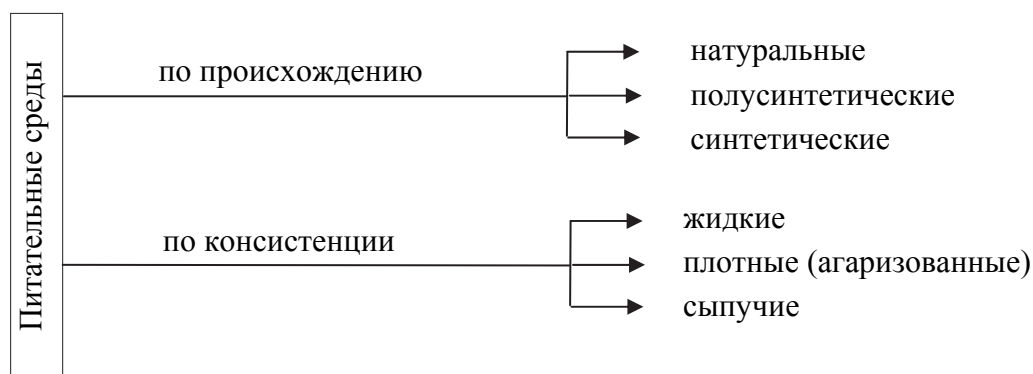 Питательные среды
по происхождению
натуральные
полусинтетические
синтетические
по консистенции
жидкие
плотные (агаризованные)
сыпучие